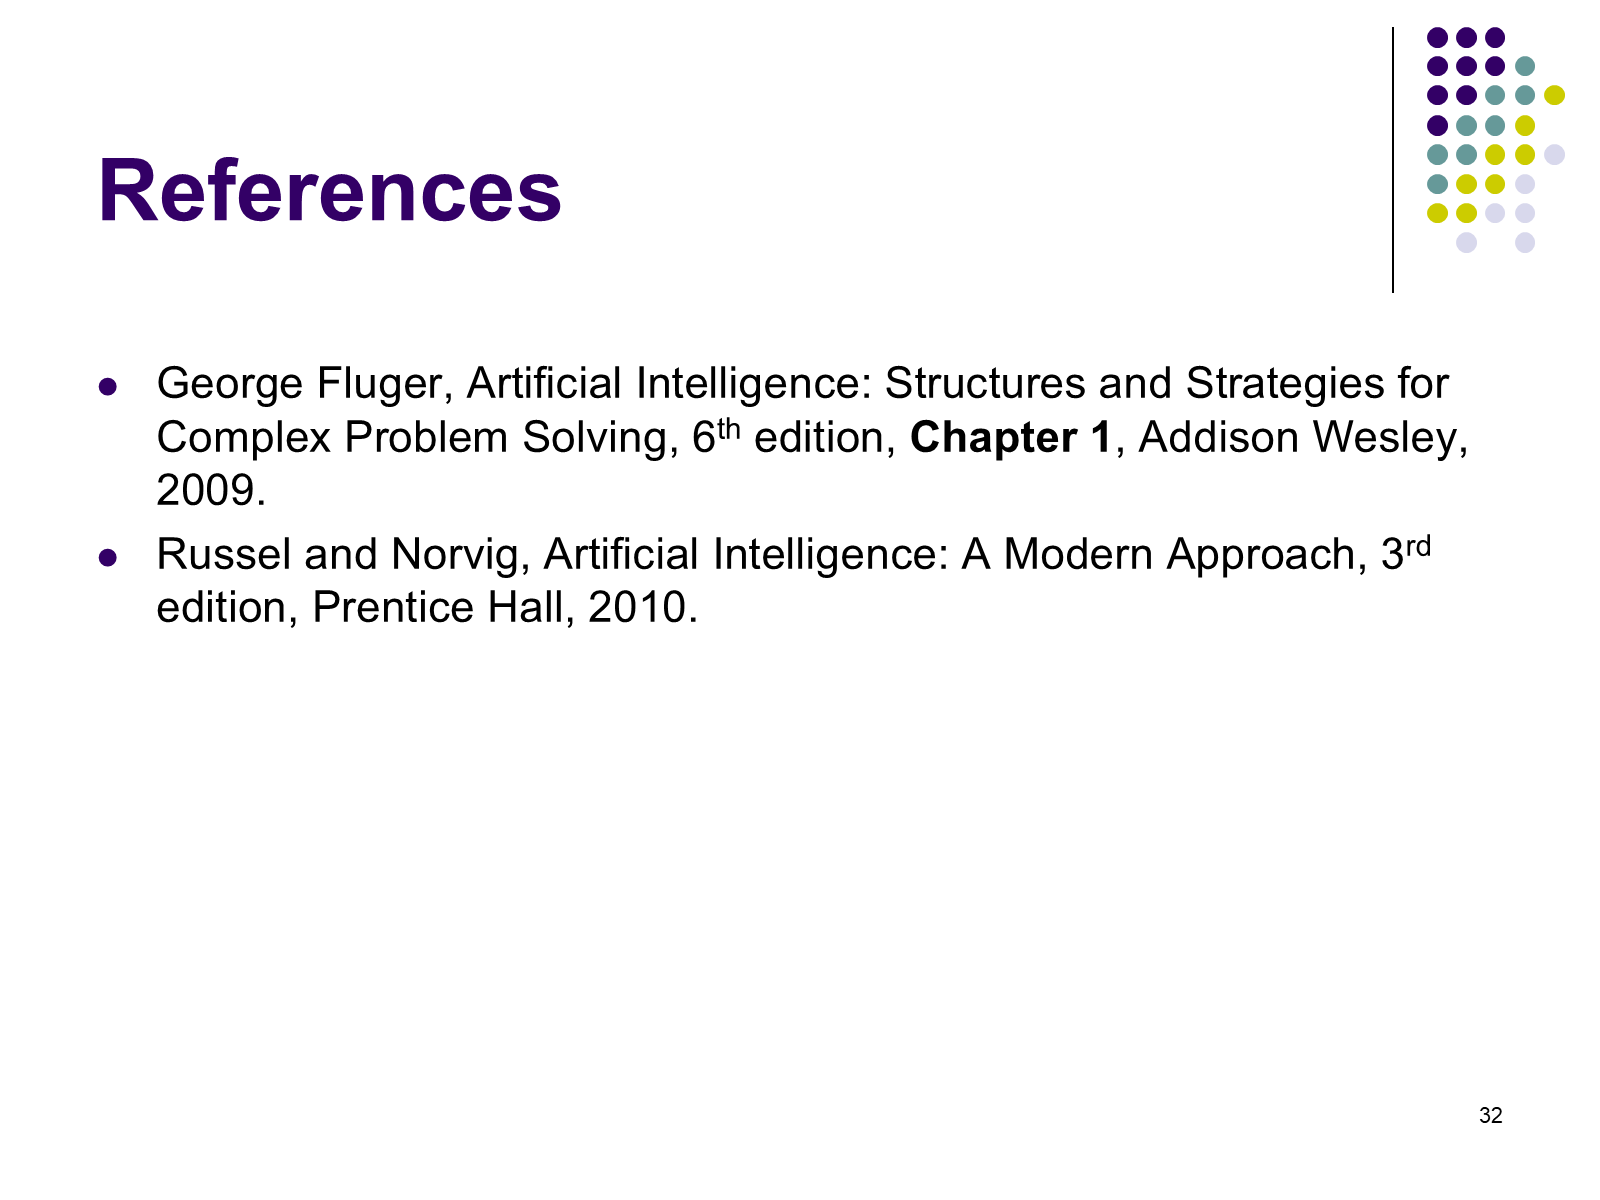 References
George Fluger, Artificial Intelligence: Structures and Strategies for
Complex Problem Solving, 6th edition, Chapter 1, Addison Wesley,
2009.
Russel and Norvig, Artificial Intelligence: A Modern Approach, 3rd
edition, Prentice Hall, 2010.
32